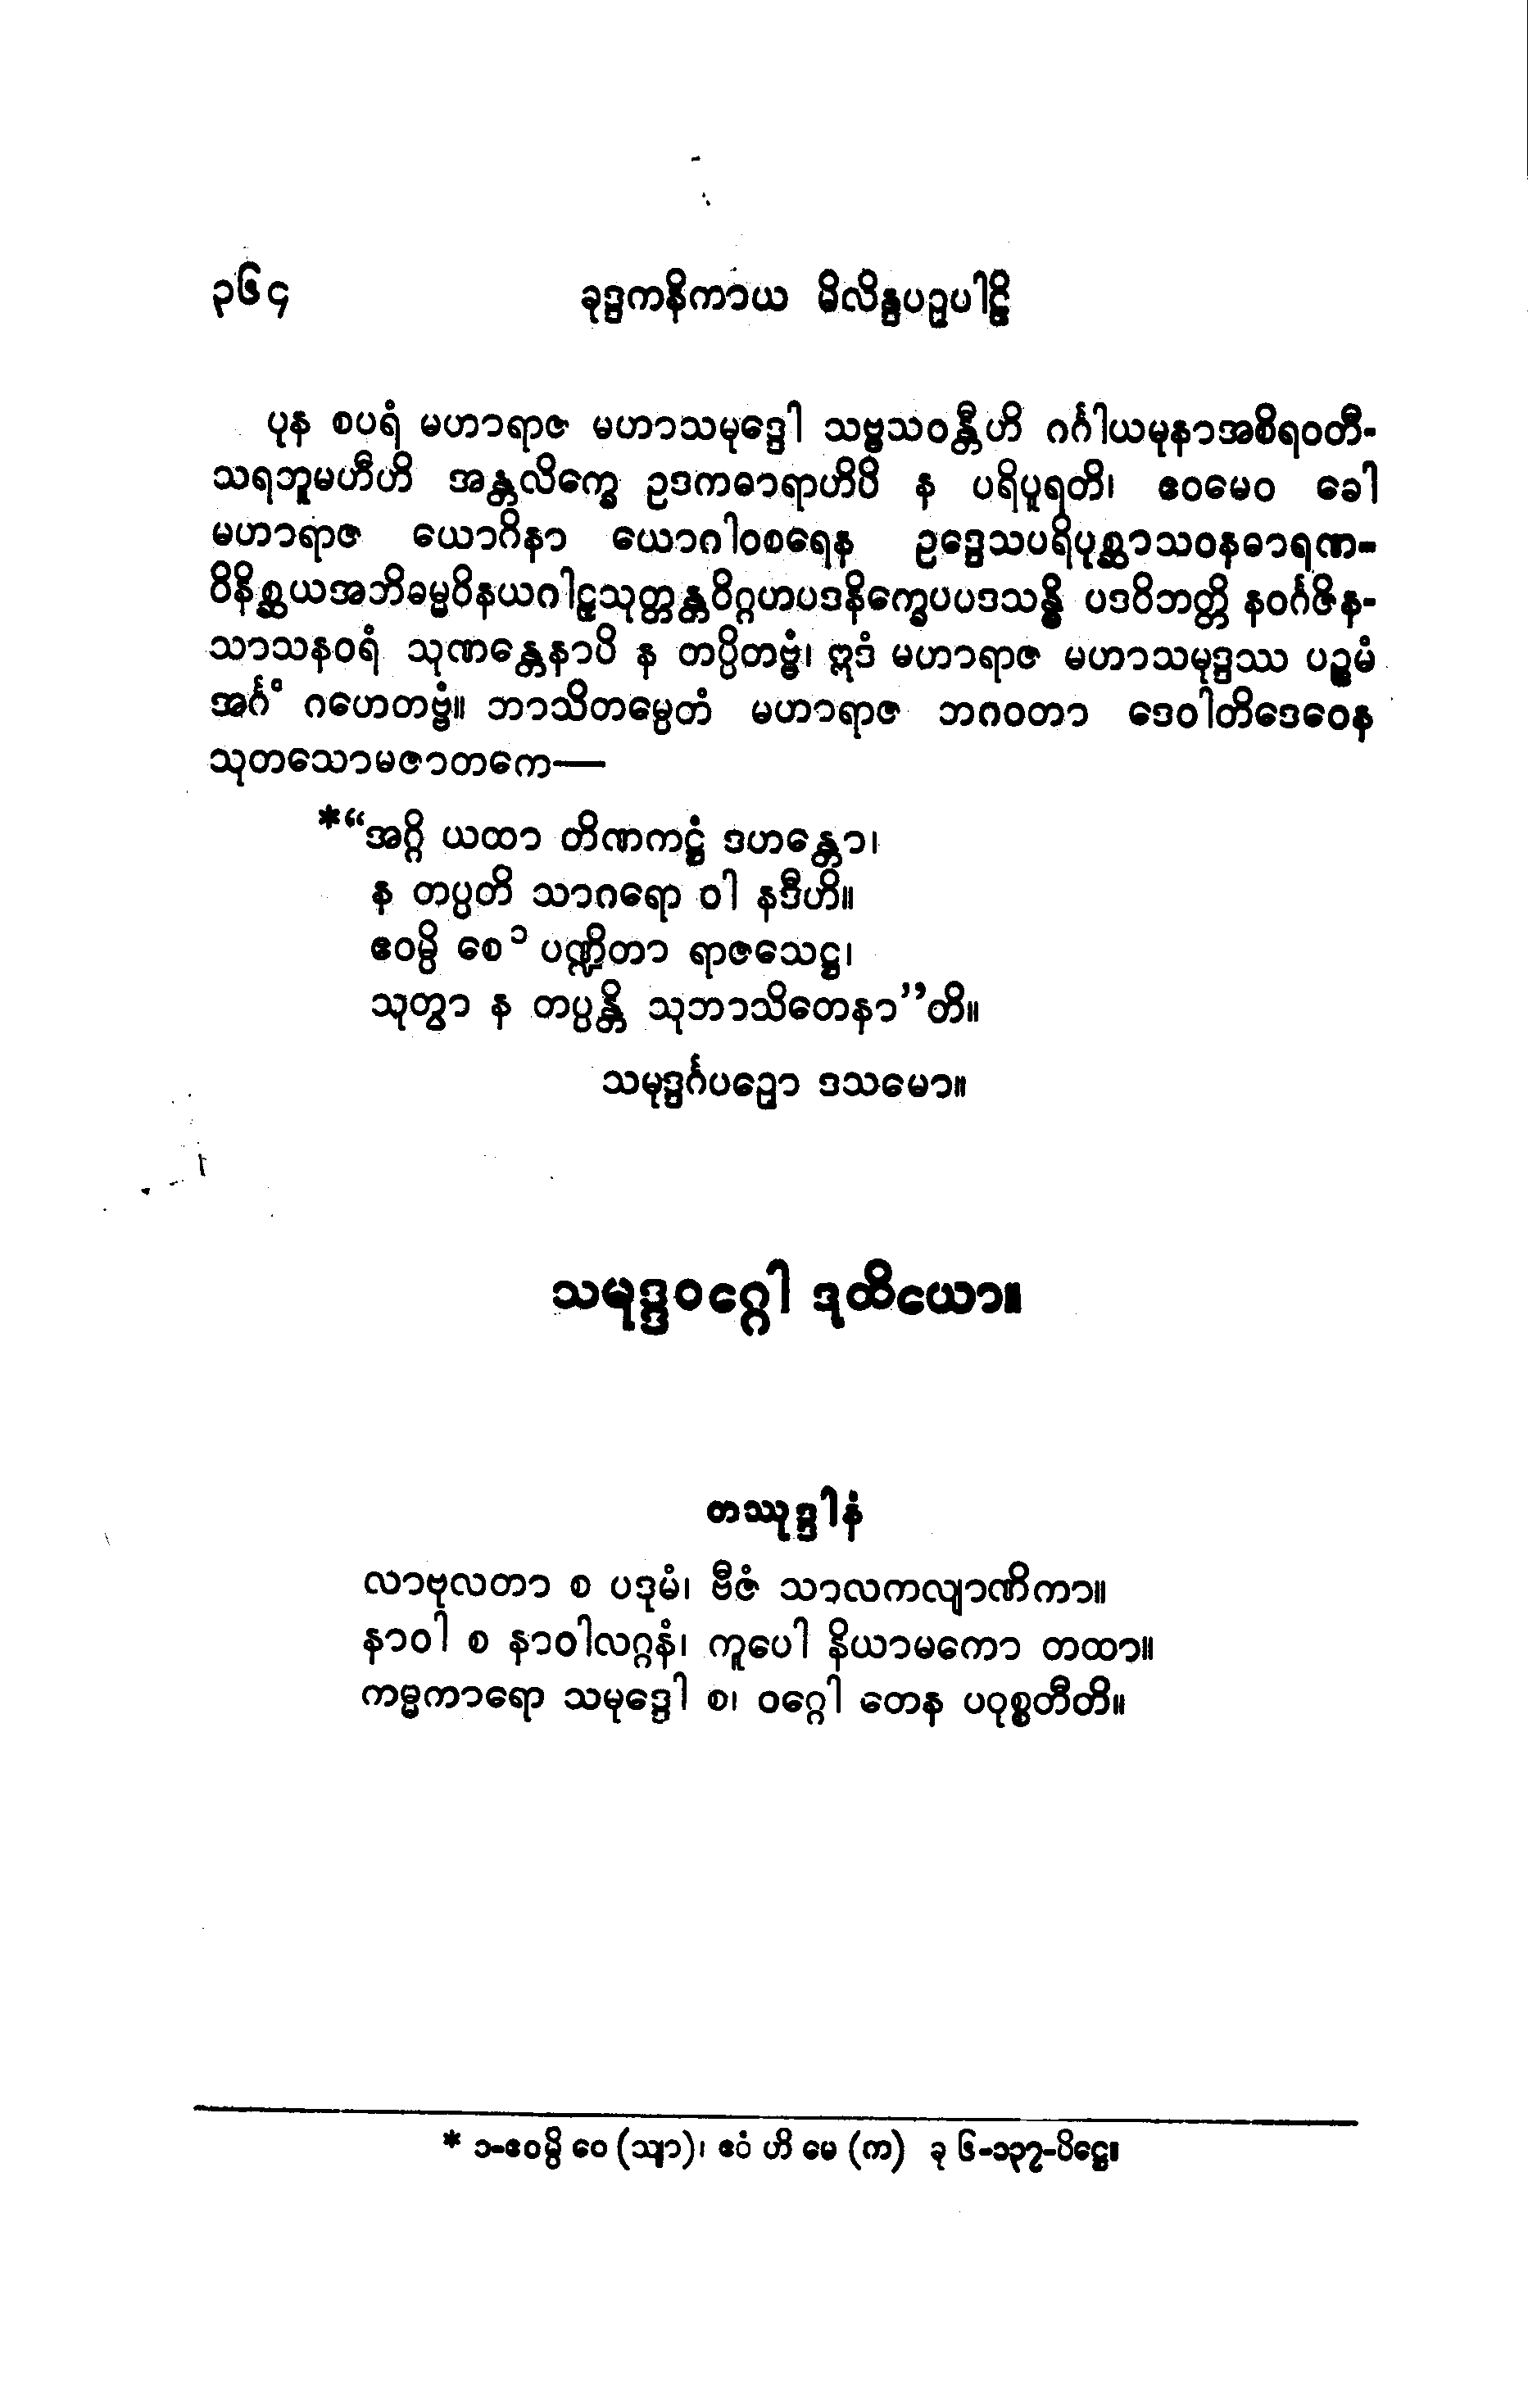 ၃၆၄ ခုဒ္ဒကနိကာယ မိလိန္ဒပဉှပါဠိ
ပုန စပရံ မဟာရာဇ မဟာသမုဒ္ဒေါ သဗ္ဗသဝန္တီဟိ ဂင်္ဂါယမုနာအစိရဝတီ-
သရဘူမဟီဟိ အန္တလိက္ခေ ဥဒကဓာရာဟိပိ န ပရိပူရတိ၊ ဧဝမေဝ ခေါ
မဟာရာဇ ယောဂိနာ ယောဂါဝစရေန ဥဒ္ဒေသပရိပုစ္ဆာသဝနဓာရဏ-
ဝိနိစ္ဆယအဘိဓမ္မဝိနယဂါဠှသုတ္တန္တဝိဂ္ဂဟပဒနိက္ခေပပဒသန္ဓိ ပဒဝိဘတ္တိ နဝင်္ဂဇိန-
သာသနဝရံ သုဏန္တေနာပိ န တပ္ပိတဗ္ဗံ၊ ဣဒံ မဟာရာဇ မဟာသမုဒ္ဒဿ ပဉ္စမံ
အင်္ဂံ ဂဟေတဗ္ဗံ။ ဘာသိတမ္ပေတံ မဟာရာဇ ဘဂဝတာ ဒေဝါတိဒေဝေန
သုတသောမဇာတကေ—
*“အဂ္ဂိ ယထာ တိဏကဋ္ဌံ ဒဟန္တော၊
န တပ္ပတိ သာဂရော ဝါ နဒီဟိ။
ဧဝမ္ပိ စေ ၁ ပဏ္ဍိတာ ရာဇသေဋ္ဌ၊
သုတွာ န တပ္ပန္တိ သုဘာသိတေနာ”တိ။
သမုဒ္ဒင်္ဂပဉှော ဒသမော။
သမုဒ္ဒဝဂ္ဂေါ ဒုတိယော။
တဿုဒ္ဒါနံ
လာဗုလတာ စ ပဒုမံ၊ ဗီဇံ သာလကလျာဏိကာ။
နာဝါ စ နာဝါလဂ္ဂနံ၊ ကူပေါ နိယာမကော တထာ။
ကမ္မကာရော သမုဒ္ဒေါ စ၊ ဝဂ္ဂေါ တေန ပဝုစ္စတီတိ။
* ၁-ဧဝမ္ပိ ဝေ (သျာ)၊ ဧဝံ ဟိ မေ (က) ခု ၆-၁၃၇-ပိဋ္ဌေ။